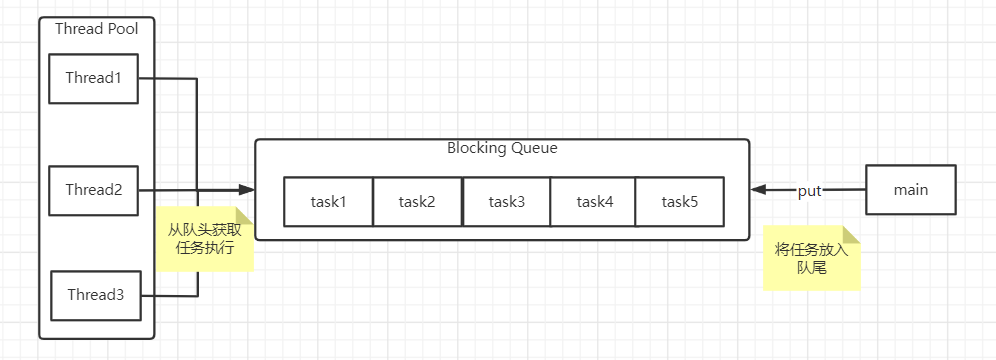 Thread Pool
Thread1
Thread2
从队头获取
任务执行
Thread3
Blocking Queue
task1 task2 task3 task4 task5
put
main
将任务放入
队尾